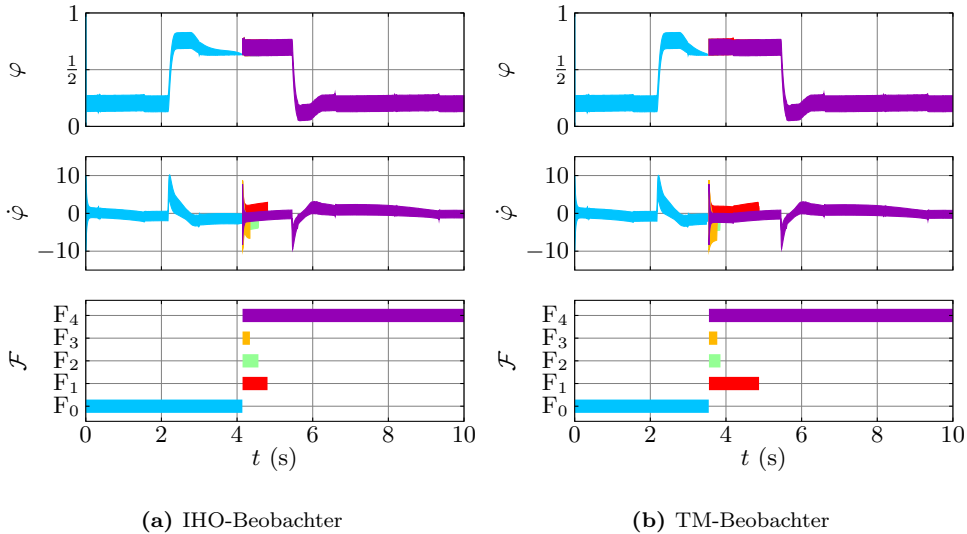 1
φ
1/2
0
10
φ̇
0
−10
F₄
F₃
ℱ
F₂
F₁
F₀
0 2 4 6 8 10
t (s)
(a) IHO-Beobachter
1
φ
1/2
0
10
φ̇
0
−10
F₄
F₃
ℱ
F₂
F₁
F₀
0 2 4 6 8 10
t (s)
(b) TM-Beobachter